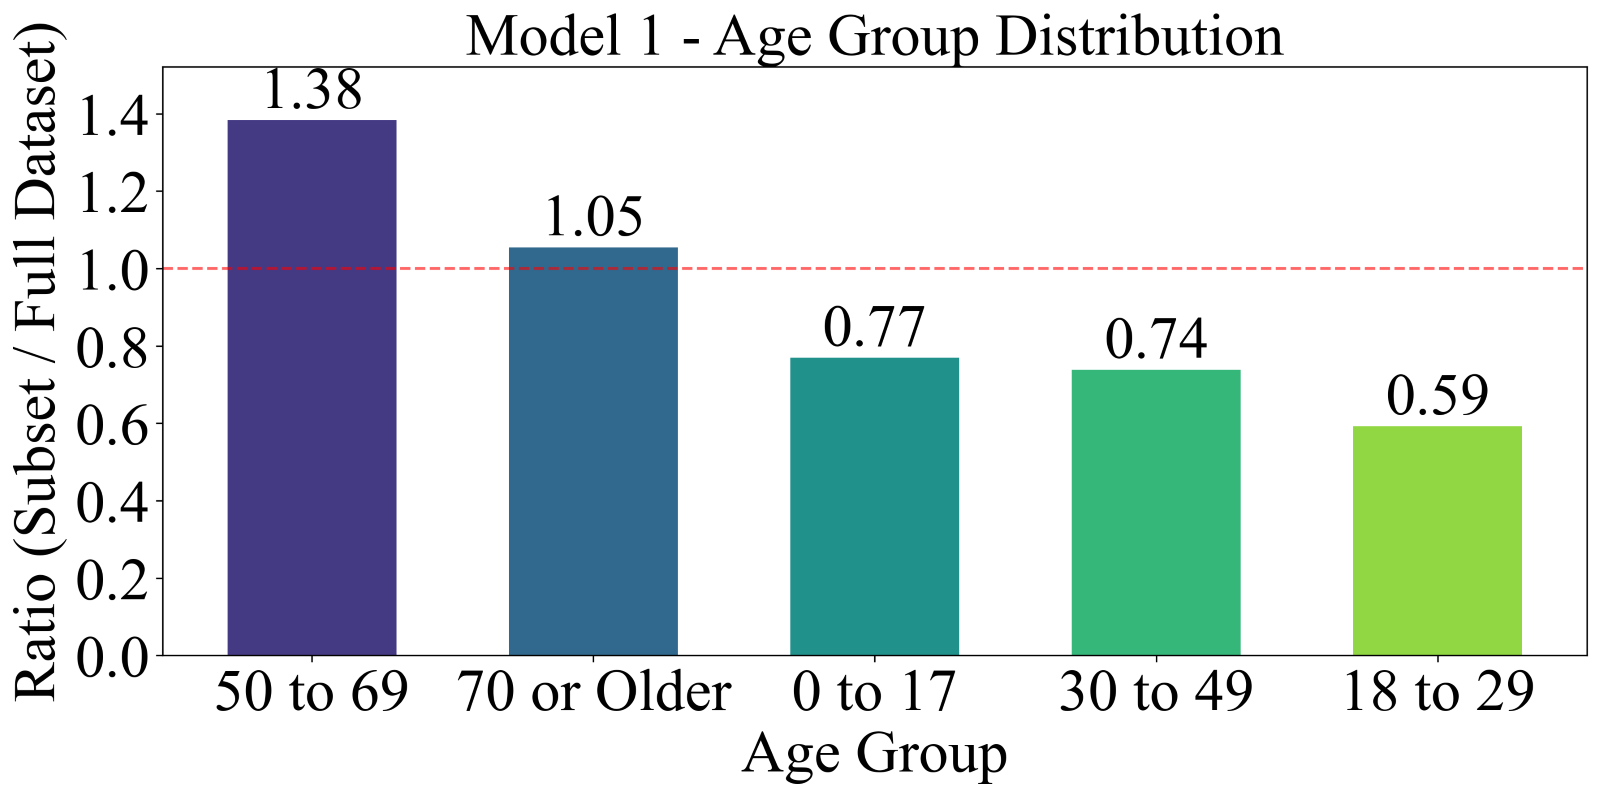 Model 1 - Age Group Distribution
Ratio (Subset / Full Dataset)
1.4
1.2
1.0
0.8
0.6
0.4
0.2
0.0
1.38
1.05
0.77
0.74
0.59
50 to 69
70 or Older
0 to 17
30 to 49
18 to 29
Age Group